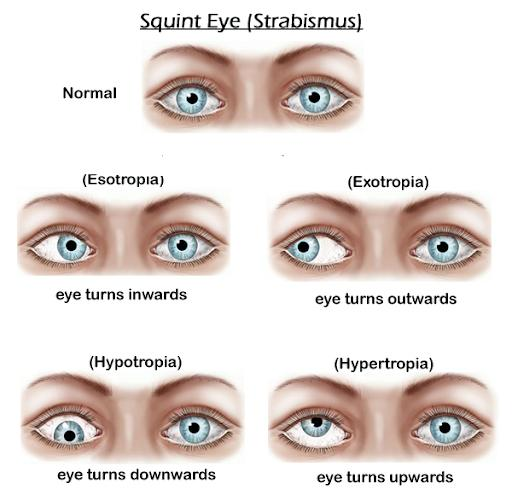 Squint Eye (Strabismus)
Normal
(Esotropia)
(Exotropia)
eye turns inwards
eye turns outwards
(Hypotropia)
(Hypertropia)
eye turns downwards
eye turns upwards